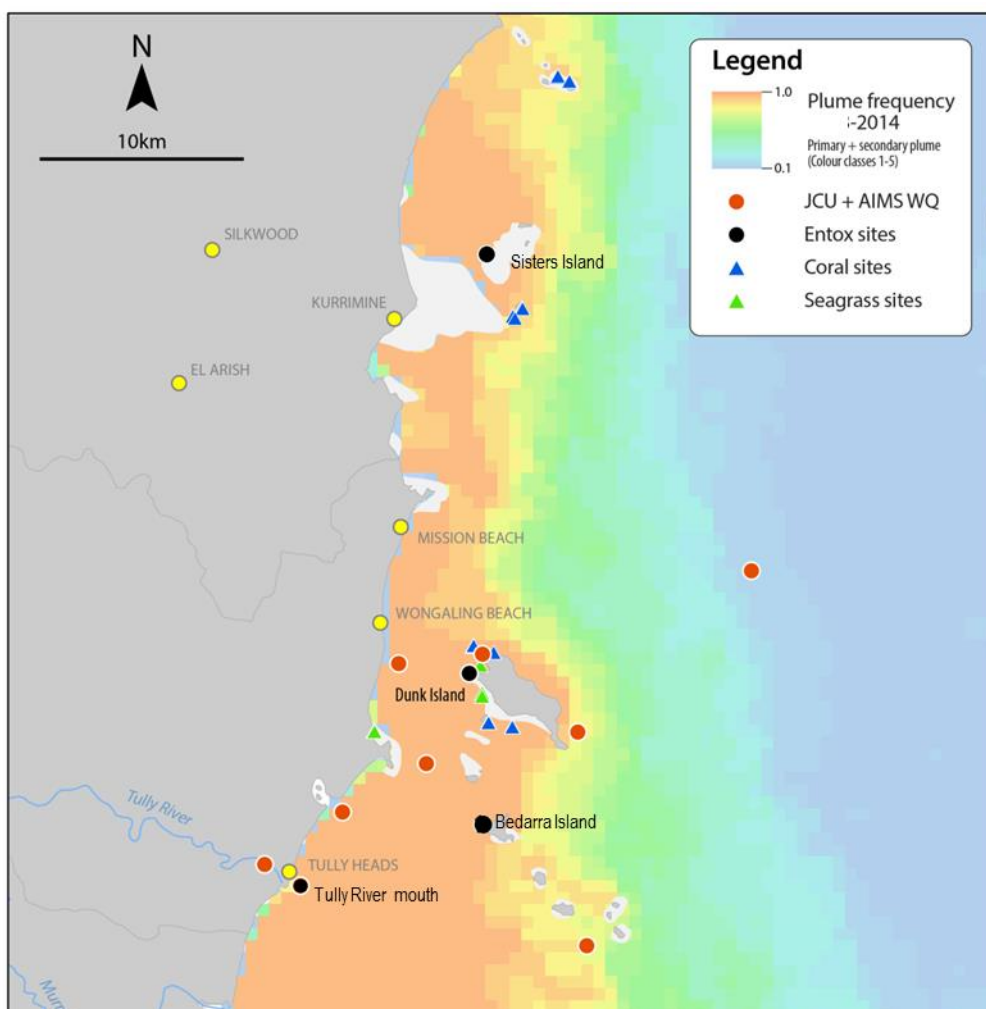 N
10km
SILKWOOD
KURRIMINE
EL ARISH
Sisters Island
MISSION BEACH
WONGALING BEACH
Dunk Island
Bedarra Island
Tully River
TULLY HEADS
Tully River mouth
Legend
1.0
Plume frequency
-2014
Primary + secondary plume
(Colour classes 1-5)
0.1
JCU + AIMS WQ
Entox sites
Coral sites
Seagrass sites